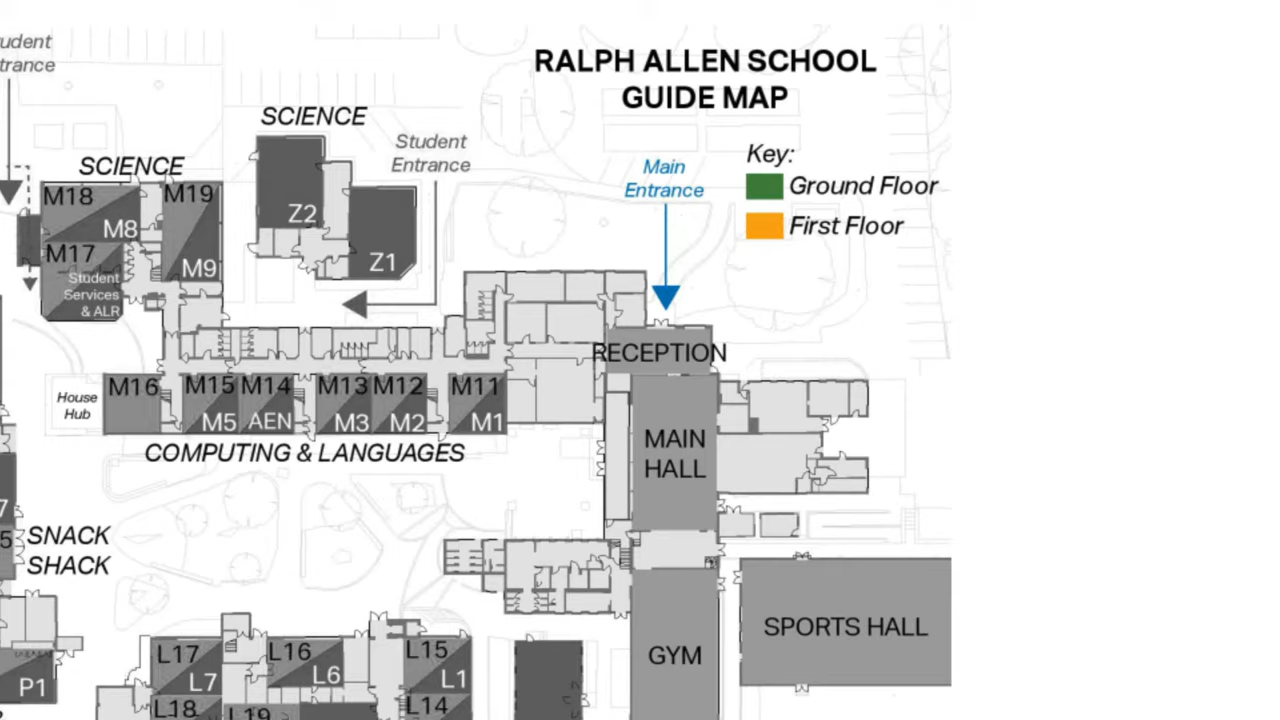 RALPH ALLEN SCHOOL
GUIDE MAP
Key:
Ground Floor
First Floor
Main
Entrance
SCIENCE
Student
Entrance
Z2
Z1
SCIENCE
M18
M8
M19
M9
M17
Student
Services
& ALR
RECEPTION
House
Hub
M16
M15
M5
M14
AEN
M13
M3
M12
M2
M11
M1
COMPUTING & LANGUAGES
MAIN
HALL
SNACK
SHACK
SPORTS HALL
GYM
P1
L17
L7
L16
L6
L15
L1
L18
L19
L14